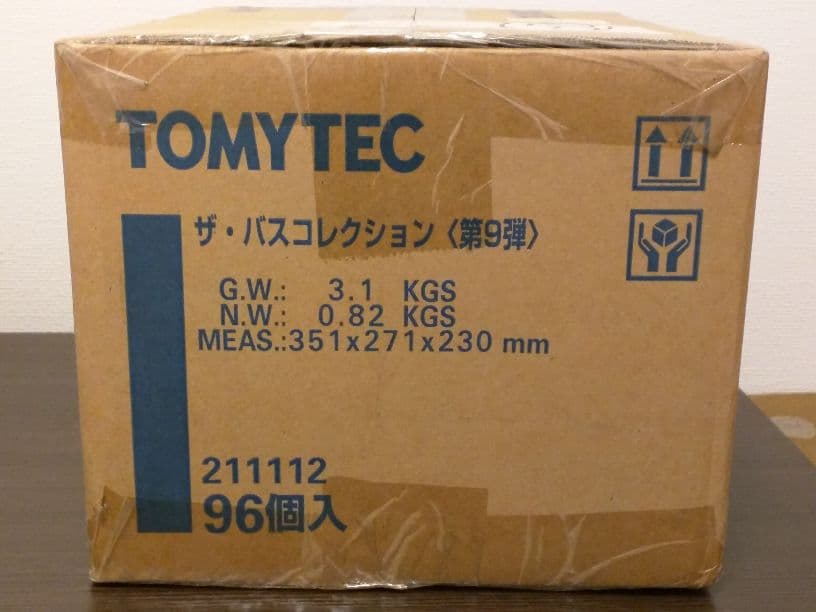 TOMYTEC
ザ・バスコレクション〈第9弾〉
G.W.: 3.1 KGS
N.W.: 0.82 KGS
MEAS.:351x271x230 mm
211112
96個入